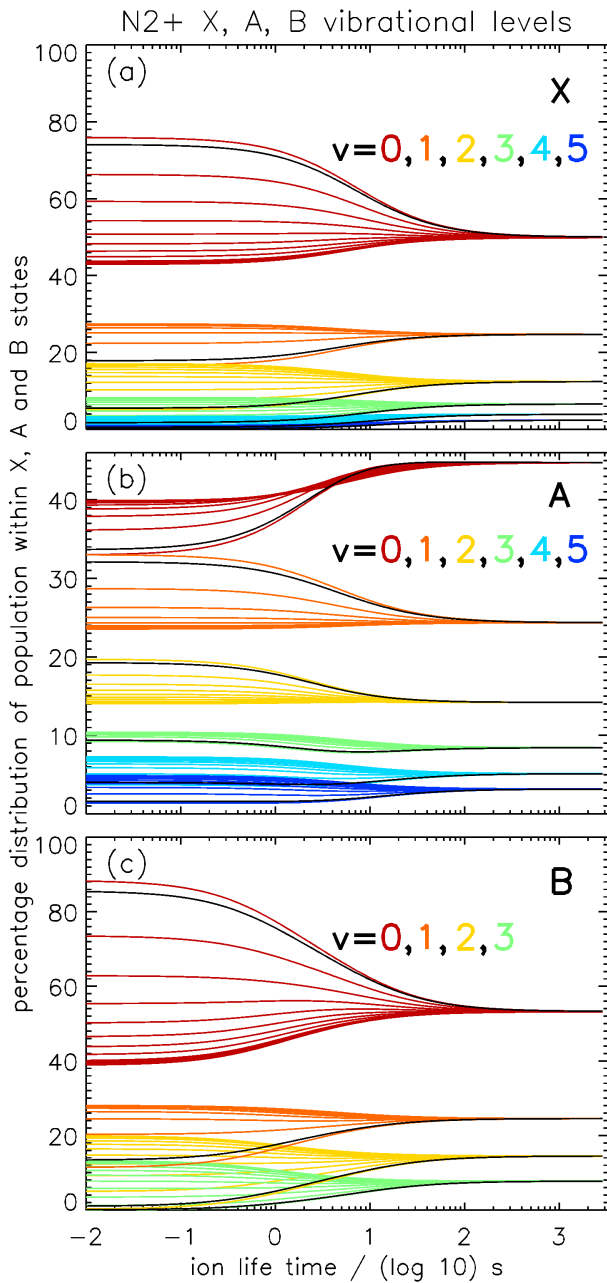 N2+ X, A, B vibrational levels
percentage distribution of population within X, A and B states
(a)
X
v=0,1,2,3,4,5
100
80
60
40
20
0
(b)
A
v=0,1,2,3,4,5
40
30
20
10
0
(c)
B
v=0,1,2,3
100
80
60
40
20
0
−2 −1 0 1 2 3
ion life time / (log 10) s